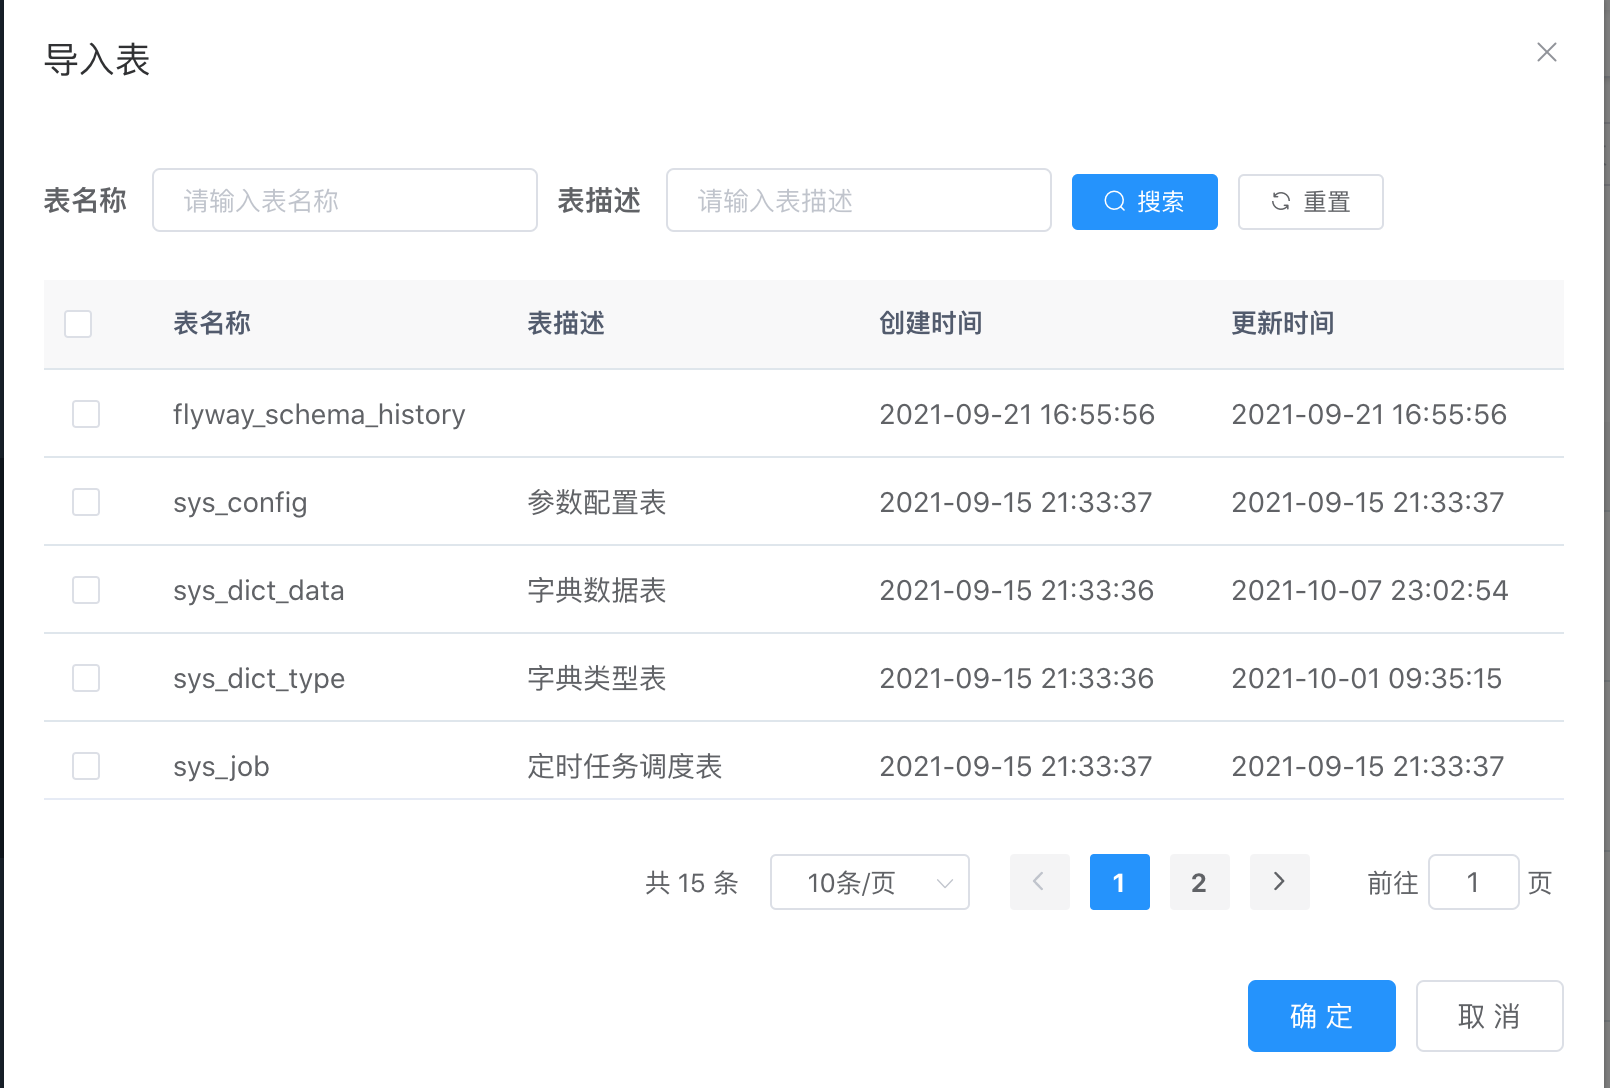 导入表
表名称 请输入表名称 表描述 请输入表描述 搜索 重置
表名称 表描述 创建时间 更新时间
flyway_schema_history 2021-09-21 16:55:56 2021-09-21 16:55:56
sys_config 参数配置表 2021-09-15 21:33:37 2021-09-15 21:33:37
sys_dict_data 字典数据表 2021-09-15 21:33:36 2021-10-07 23:02:54
sys_dict_type 字典类型表 2021-09-15 21:33:36 2021-10-01 09:35:15
sys_job 定时任务调度表 2021-09-15 21:33:37 2021-09-15 21:33:37
共 15 条 10条/页 1 2 前往 1 页
确 定 取 消